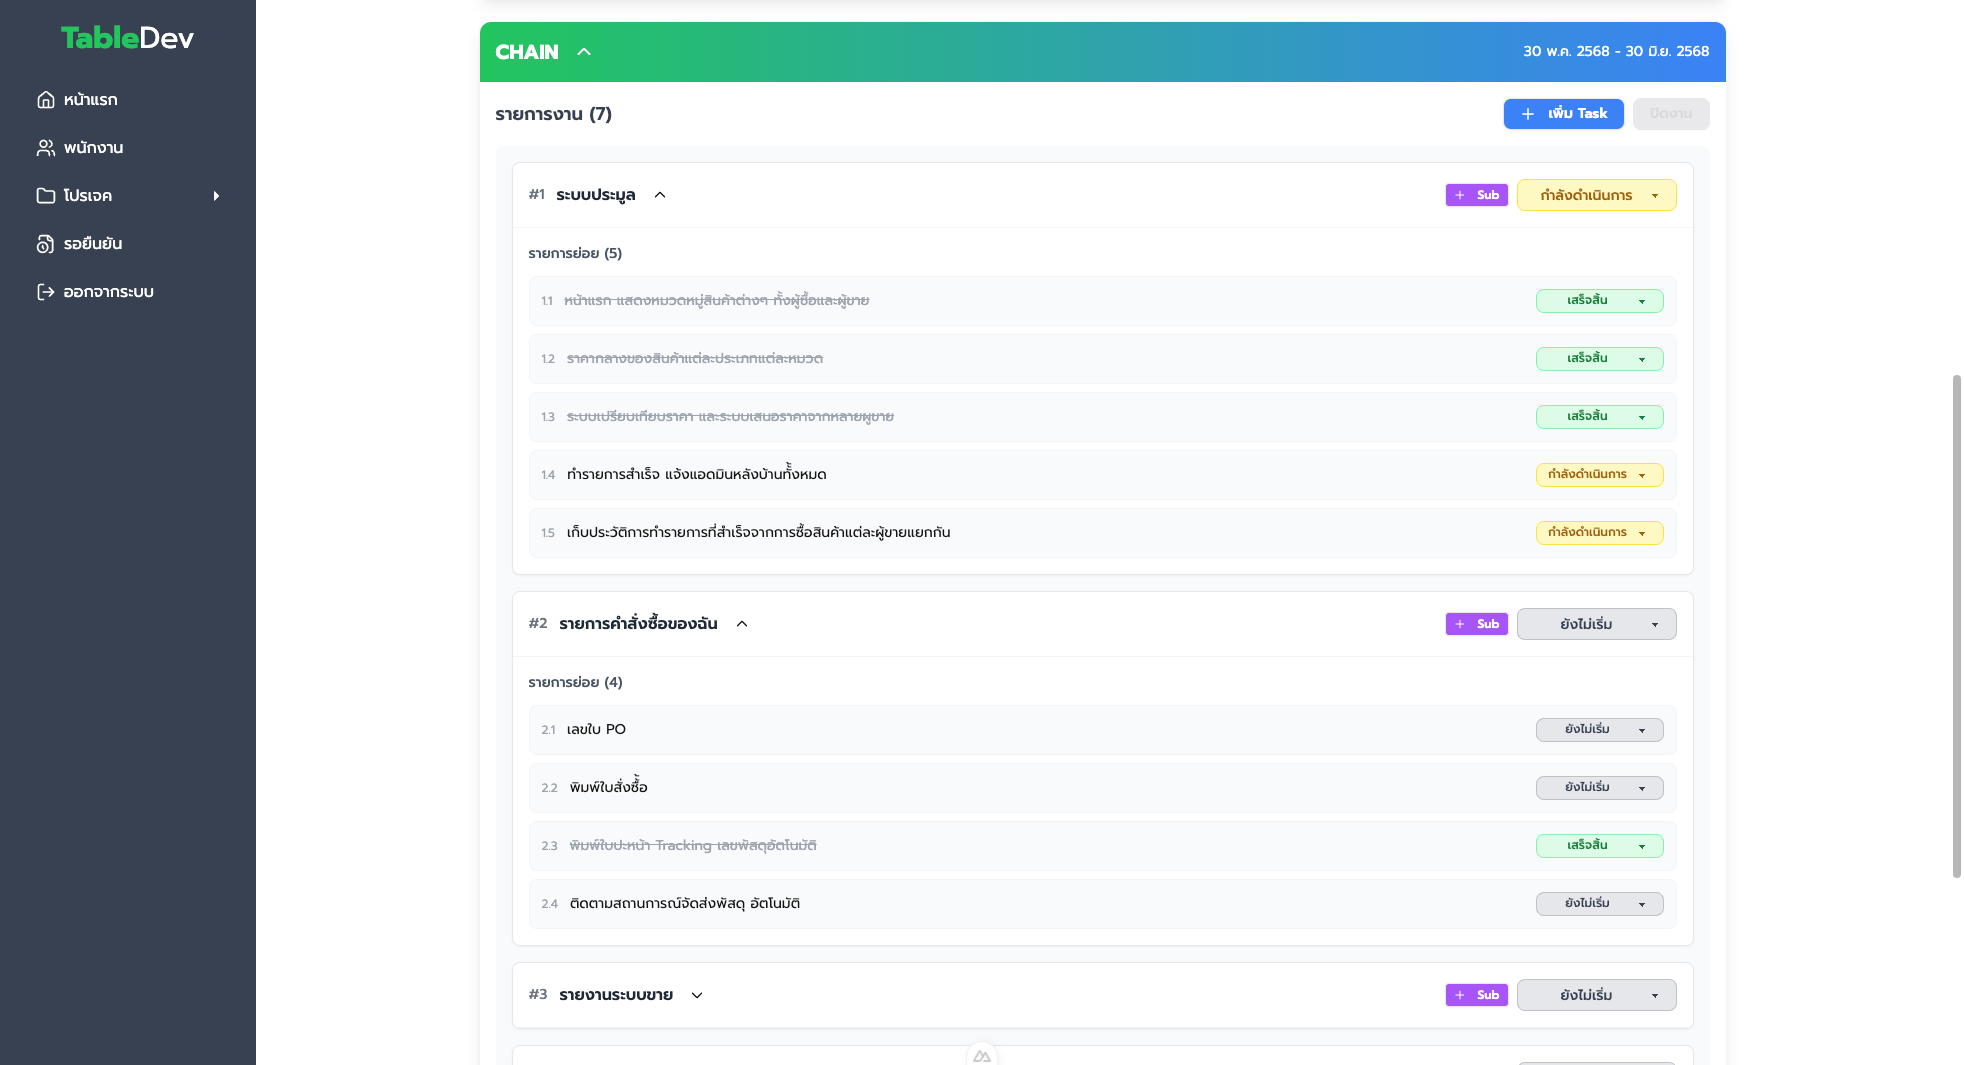 TableDev
หน้าแรก
พนักงาน
โปรเจค
รอยืนยัน
ออกจากระบบ
CHAIN
30 พ.ค. 2568 - 30 มิ.ย. 2568
รายการงาน (7)
+ เพิ่ม Task
ปิดงาน
#1 ระบบประมูล
+ Sub
กำลังดำเนินการ
รายการย่อย (5)
1.1 หน้าแรก แสดงหมวดหมู่สินค้าต่างๆ ทั้งผู้ซื้อและผู้ขาย
เสร็จสิ้น
1.2 ราคากลางของสินค้าแต่ละประเภทแต่ละหมวด
เสร็จสิ้น
1.3 ระบบเปรียบเทียบราคา และระบบเสนอราคาจากหลายผู้ขาย
เสร็จสิ้น
1.4 ทำรายการสำเร็จ แจ้งแอดมินหลังบ้านทั้งหมด
กำลังดำเนินการ
1.5 เก็บประวัติการทำรายการที่สำเร็จจากการซื้อสินค้าแต่ละผู้ขายแยกกัน
กำลังดำเนินการ
#2 รายการคำสั่งซื้อของฉัน
+ Sub
ยังไม่เริ่ม
รายการย่อย (4)
2.1 เลขใบ PO
ยังไม่เริ่ม
2.2 พิมพ์ใบสั่งซื้อ
ยังไม่เริ่ม
2.3 พิมพ์ใบปะหน้า Tracking เลขพัสดุอัตโนมัติ
เสร็จสิ้น
2.4 ติดตามสถานการณ์จัดส่งพัสดุ อัตโนมัติ
ยังไม่เริ่ม
#3 รายงานระบบขาย
+ Sub
ยังไม่เริ่ม